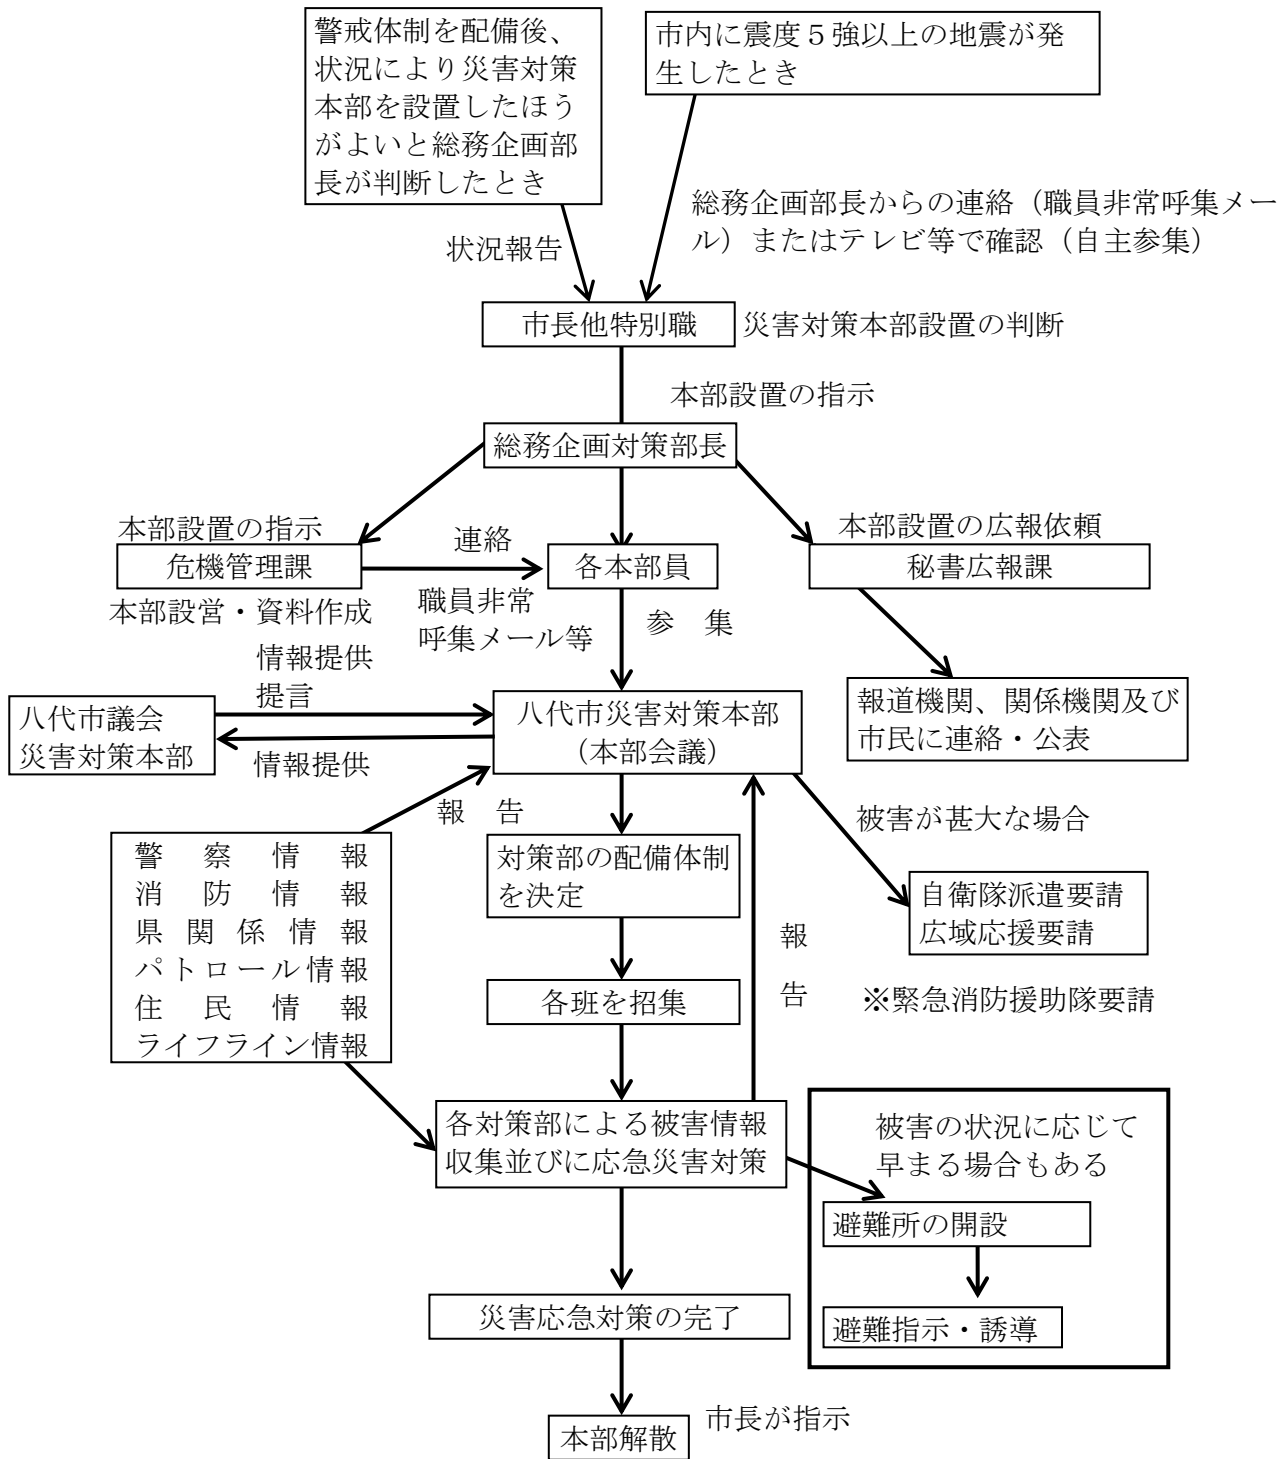 警戒体制を配備後、
状況により災害対策
本部を設置したほう
がよいと総務企画部
長が判断したとき
市内に震度５強以上の地震が発
生したとき
総務企画部長からの連絡（職員非常呼集メー
ル）またはテレビ等で確認（自主参集）
状況報告
市長他特別職
災害対策本部設置の判断
本部設置の指示
総務企画対策部長
本部設置の指示
連絡
本部設置の広報依頼
危機管理課
各本部員
秘書広報課
本部設営・資料作成
職員非常
呼集メール等
参　集
情報提供
提言
八代市議会
災害対策本部
八代市災害対策本部
（本部会議）
報道機関、関係機関及び
市民に連絡・公表
情報提供
報　告
被害が甚大な場合
警察情報
消防情報
県関係情報
パトロール情報
住民情報
ライフライン情報
対策部の配備体制
を決定
自衛隊派遣要請
広域応援要請
報
告
※緊急消防援助隊要請
各班を招集
各対策部による被害情報
収集並びに応急災害対策
被害の状況に応じて
早まる場合もある
避難所の開設
避難指示・誘導
災害応急対策の完了
市長が指示
本部解散